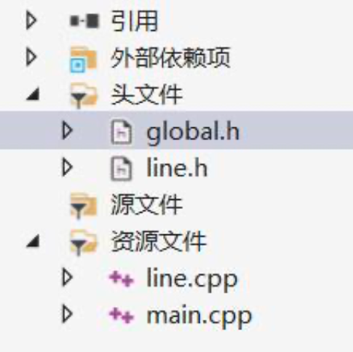 引用
外部依赖项
头文件
global.h
line.h
源文件
资源文件
line.cpp
main.cpp